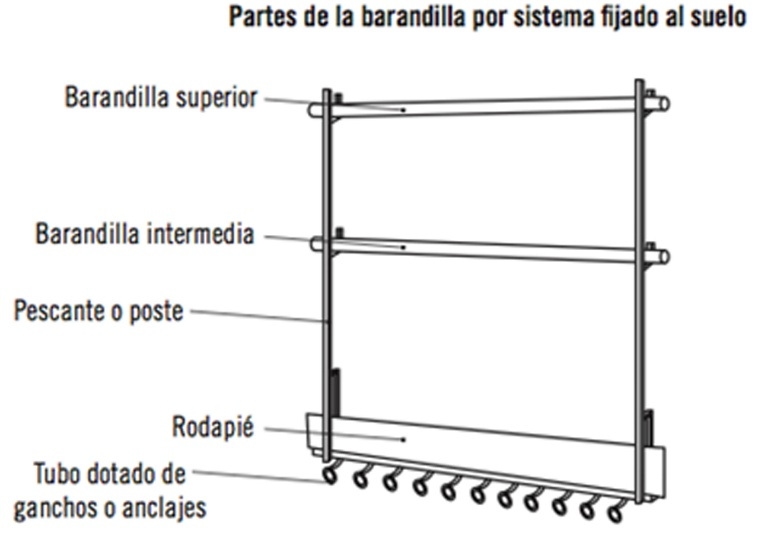 Partes de la barandilla por sistema fijado al suelo
Barandilla superior
Barandilla intermedia
Pescante o poste
Rodapié
Tubo dotado de
ganchos o anclajes